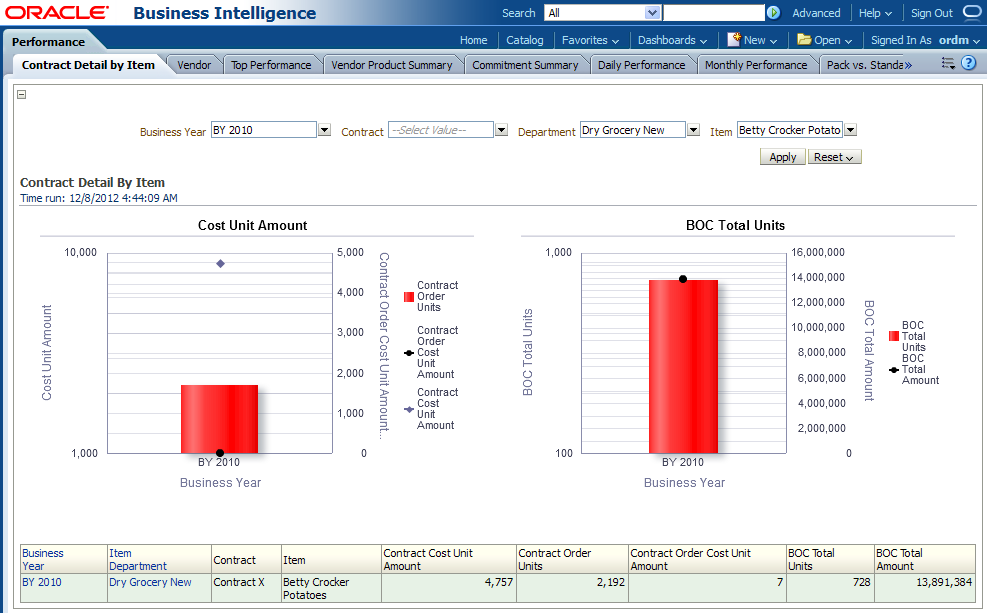 ORACLE Business Intelligence
Search All Advanced Help Sign Out
Performance
Home Catalog Favorites Dashboards New Open Signed In As ordm
Contract Detail by Item Vendor Top Performance Vendor Product Summary Commitment Summary Daily Performance Monthly Performance Pack vs. Standa»
Business Year BY 2010 Contract --Select Value-- Department Dry Grocery New Item Betty Crocker Potato
Apply Reset
Contract Detail By Item
Time run: 12/8/2012 4:44:09 AM
Cost Unit Amount
10,000
1,000
Cost Unit Amount
5,000
4,000
3,000
2,000
1,000
0
Contract Order Cost Unit Amount...
BY 2010
Business Year
Contract
Order
Units
Contract
Order
Cost
Unit
Amount
Contract
Cost
Unit
Amount
BOC Total Units
1,000
100
BOC Total Units
16,000,000
14,000,000
12,000,000
10,000,000
8,000,000
6,000,000
4,000,000
2,000,000
0
BOC Total Amount
BY 2010
Business Year
BOC
Total
Units
BOC
Total
Amount
Business Year Item Department Contract Item Contract Cost Unit Amount Contract Order Units Contract Order Cost Unit Amount BOC Total Units BOC Total Amount
BY 2010 Dry Grocery New Contract X Betty Crocker Potatoes 4,757 2,192 7 728 13,891,384